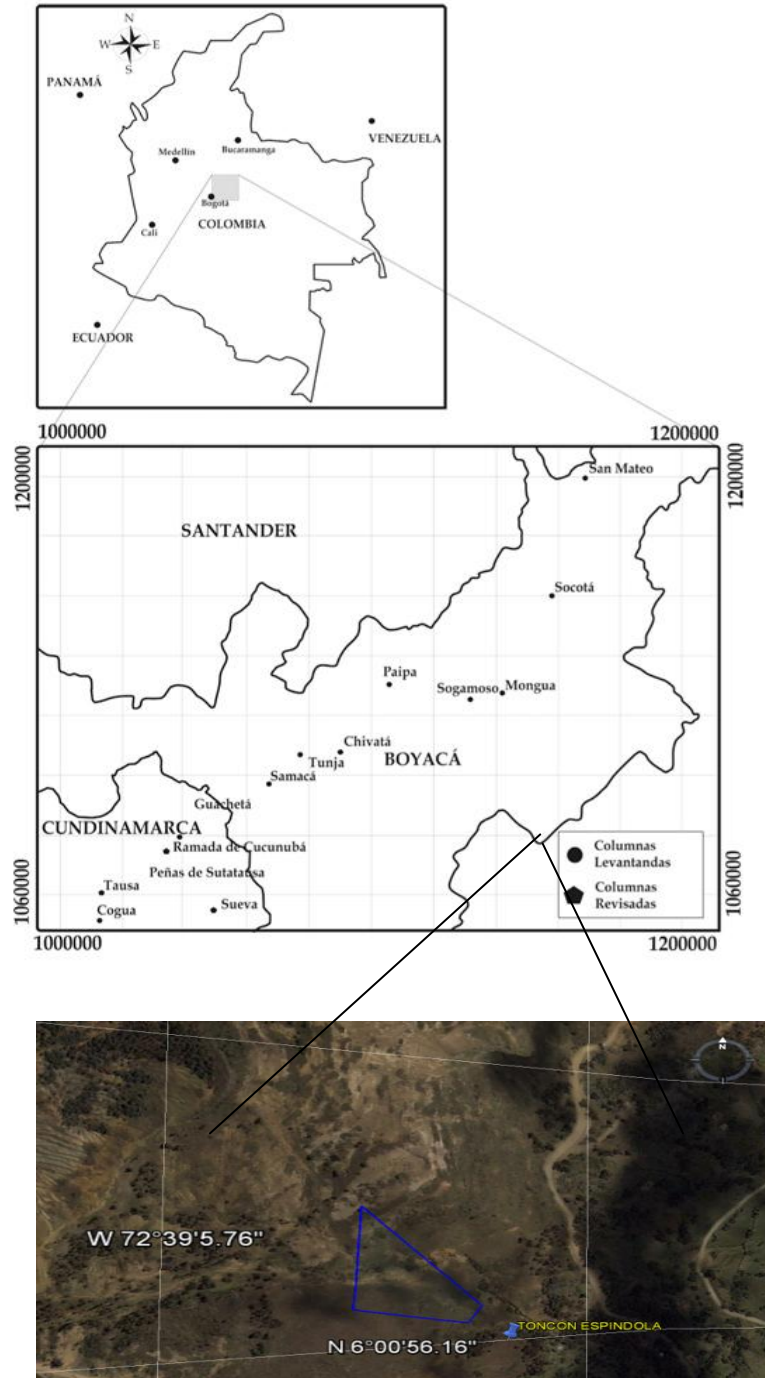 N
W E
S
PANAMÁ
VENEZUELA
Bucaramanga
Medellín
Bogotá
COLOMBIA
Cali
ECUADOR
1000000 1200000
1200000 1200000
San Mateo
SANTANDER
Socotá
Paipa
Sogamoso Mongua
Chivatá
Tunja BOYACÁ
Samacá
Guachetá
CUNDINAMARCA
Ramada de Cucunubá
Peñas de Sutatausa
Tausa
Cogua Sueva
Columnas
Levantandas
Columnas
Revisadas
1060000 1060000
1000000 1200000
N
W 72°39'5.76"
TONCON ESPINDOLA
N 6°00'56.16"